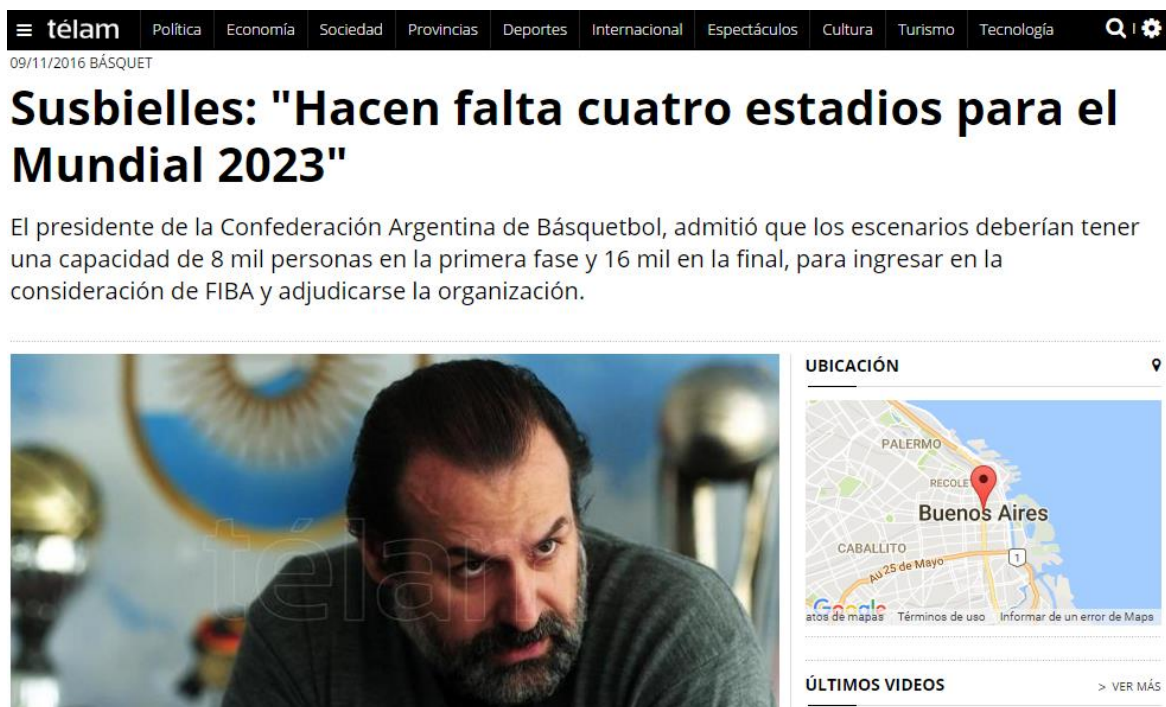 télam Política Economía Sociedad Provincias Deportes Internacional Espectáculos Cultura Turismo Tecnología
09/11/2016 BÁSQUET
Susbielles: "Hacen falta cuatro estadios para el
Mundial 2023"
El presidente de la Confederación Argentina de Básquetbol, admitió que los escenarios deberían tener
una capacidad de 8 mil personas en la primera fase y 16 mil en la final, para ingresar en la
consideración de FIBA y adjudicarse la organización.
télam
UBICACIÓN
PALERMO
RECOLE
Buenos Aires
CABALLITO
1
Au 25 de Mayo
Google
atos de mapas Términos de uso Informar de un error de Maps
ÚLTIMOS VIDEOS > VER MÁS